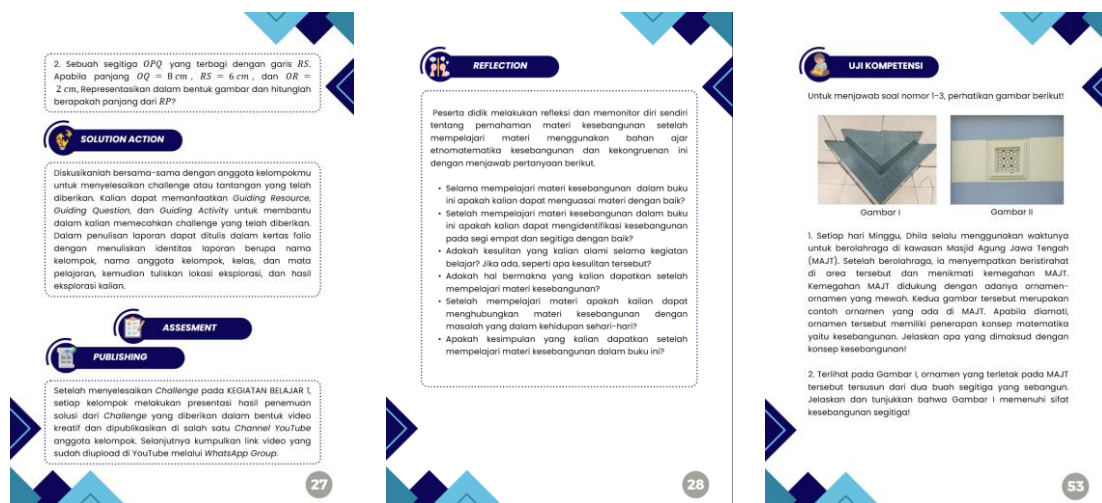 2. Sebuah segitiga OPQ yang terbagi dengan garis RS.
Apabila panjang OQ = 8 cm , RS = 6 cm , dan OR =
2 cm, Representasikan dalam bentuk gambar dan hitunglah
berapakah panjang dari RP?
SOLUTION ACTION
Diskusikanlah bersama-sama dengan anggota kelompokmu
untuk menyelesaikan challenge atau tantangan yang telah
diberikan. Kalian dapat memanfaatkan Guiding Resource,
Guiding Question, dan Guiding Activity untuk membantu
dalam kalian memecahkan challenge yang telah diberikan.
Dalam penulisan laporan dapat ditulis dalam kertas folio
dengan menuliskan identitas laporan berupa nama
kelompok, nama anggota kelompok, kelas, dan mata
pelajaran, kemudian tuliskan lokasi eksplorasi, dan hasil
eksplorasi kalian.
ASSESMENT
PUBLISHING
Setelah menyelesaikan Challenge pada KEGIATAN BELAJAR 1,
setiap kelompok melakukan presentasi hasil penemuan
solusi dari Challenge yang diberikan dalam bentuk video
kreatif dan dipublikasikan di salah satu Channel YouTube
anggota kelompok. Selanjutnya kumpulkan link video yang
sudah diupload di YouTube melalui WhatsApp Group.
27
REFLECTION
Peserta didik melakukan refleksi dan memonitor diri sendiri
tentang pemahaman materi kesebangunan setelah
mempelajari materi menggunakan bahan ajar
etnomatematika kesebangunan dan kekongruenan ini
dengan menjawab pertanyaan berikut.
• Selama mempelajari materi kesebangunan dalam buku
ini apakah kalian dapat menguasai materi dengan baik?
• Setelah mempelajari materi kesebangunan dalam buku
ini apakah kalian dapat mengidentifikasi kesebangunan
pada segi empat dan segitiga dengan baik?
• Adakah kesulitan yang kalian alami selama kegiatan
belajar? Jika ada, seperti apa kesulitan tersebut?
• Adakah hal bermakna yang kalian dapatkan setelah
mempelajari materi kesebangunan?
• Setelah mempelajari materi apakah kalian dapat
menghubungkan materi kesebangunan dengan
masalah yang dalam kehidupan sehari-hari?
• Apakah kesimpulan yang kalian dapatkan setelah
mempelajari materi kesebangunan dalam buku ini?
28
UJI KOMPETENSI
Untuk menjawab soal nomor 1-3, perhatikan gambar berikut!
Gambar I
Gambar II
1. Setiap hari Minggu, Dhila selalu menggunakan waktunya
untuk berolahraga di kawasan Masjid Agung Jawa Tengah
(MAJT). Setelah berolahraga, ia menyempatkan beristirahat
di area tersebut dan menikmati kemegahan MAJT.
Kemegahan MAJT didukung dengan adanya ornamen-
ornamen yang mewah. Kedua gambar tersebut merupakan
contoh ornamen yang ada di MAJT. Apabila diamati,
ornamen tersebut memiliki penerapan konsep matematika
yaitu kesebangunan. Jelaskan apa yang dimaksud dengan
konsep kesebangunan!
2. Terlihat pada Gambar I, ornamen yang terletak pada MAJT
tersebut tersusun dari dua buah segitiga yang sebangun.
Jelaskan dan tunjukkan bahwa Gambar I memenuhi sifat
kesebangunan segitiga!
53